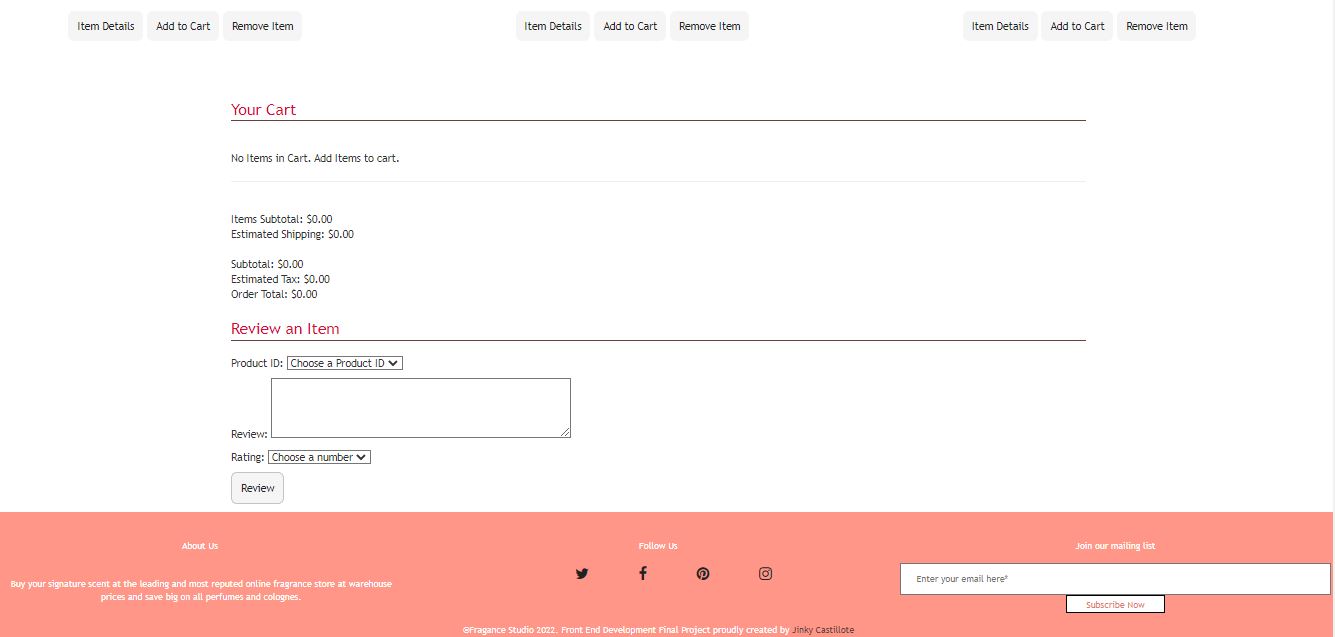 Item Details Add to Cart Remove Item Item Details Add to Cart Remove Item Item Details Add to Cart Remove Item
Your Cart
No Items in Cart. Add Items to cart.
Items Subtotal: $0.00
Estimated Shipping: $0.00
Subtotal: $0.00
Estimated Tax: $0.00
Order Total: $0.00
Review an Item
Product ID: Choose a Product ID
Review:
Rating: Choose a number
Review
About Us
Buy your signature scent at the leading and most reputed online fragrance store at warehouse
prices and save big on all perfumes and colognes.
Follow Us
Join our mailing list
Enter your email here*
Subscribe Now
©Fragance Studio 2022. Front End Development Final Project proudly created by Jinky Castillote